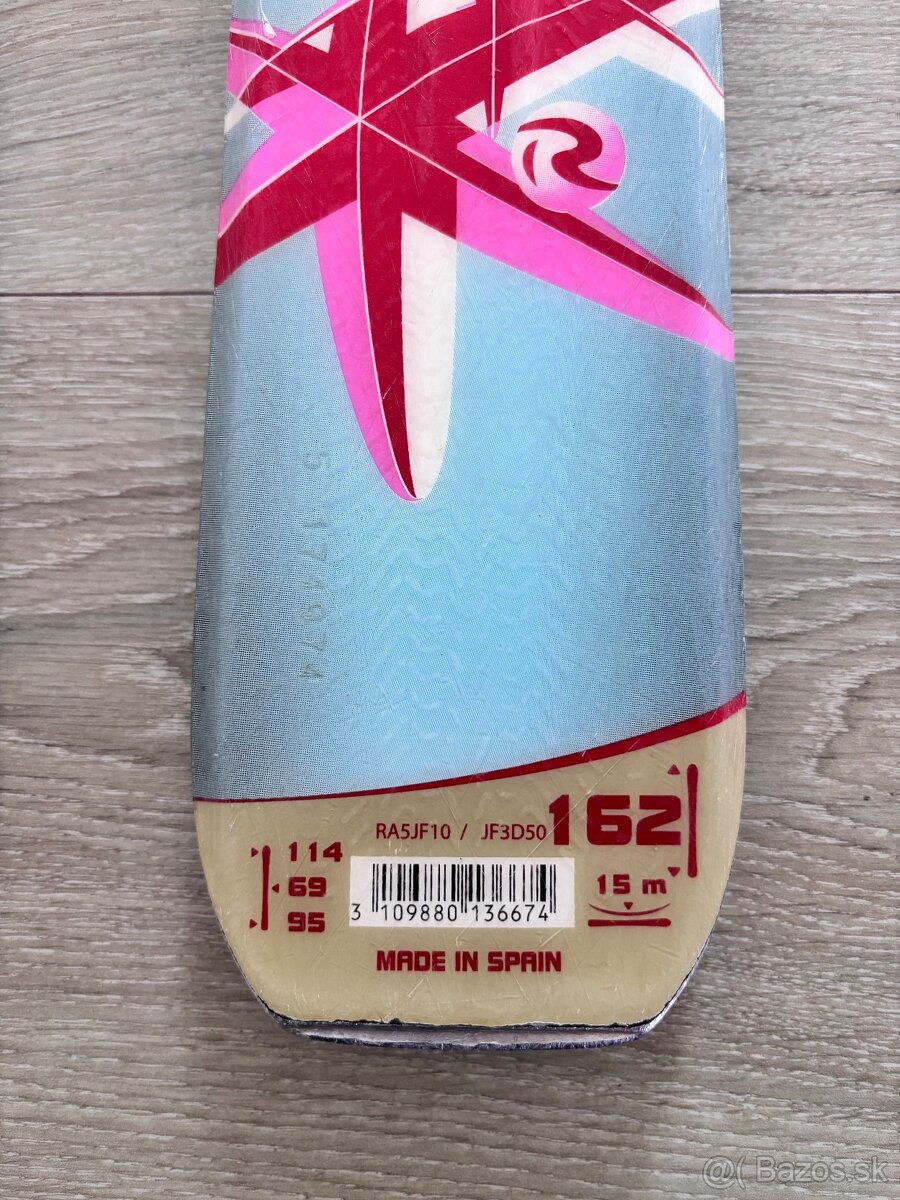 R
5174974
RA5JF10 / JF3D50 162
114
69
95
15 m
3 109880 136674
MADE IN SPAIN
@( Bazos.sk